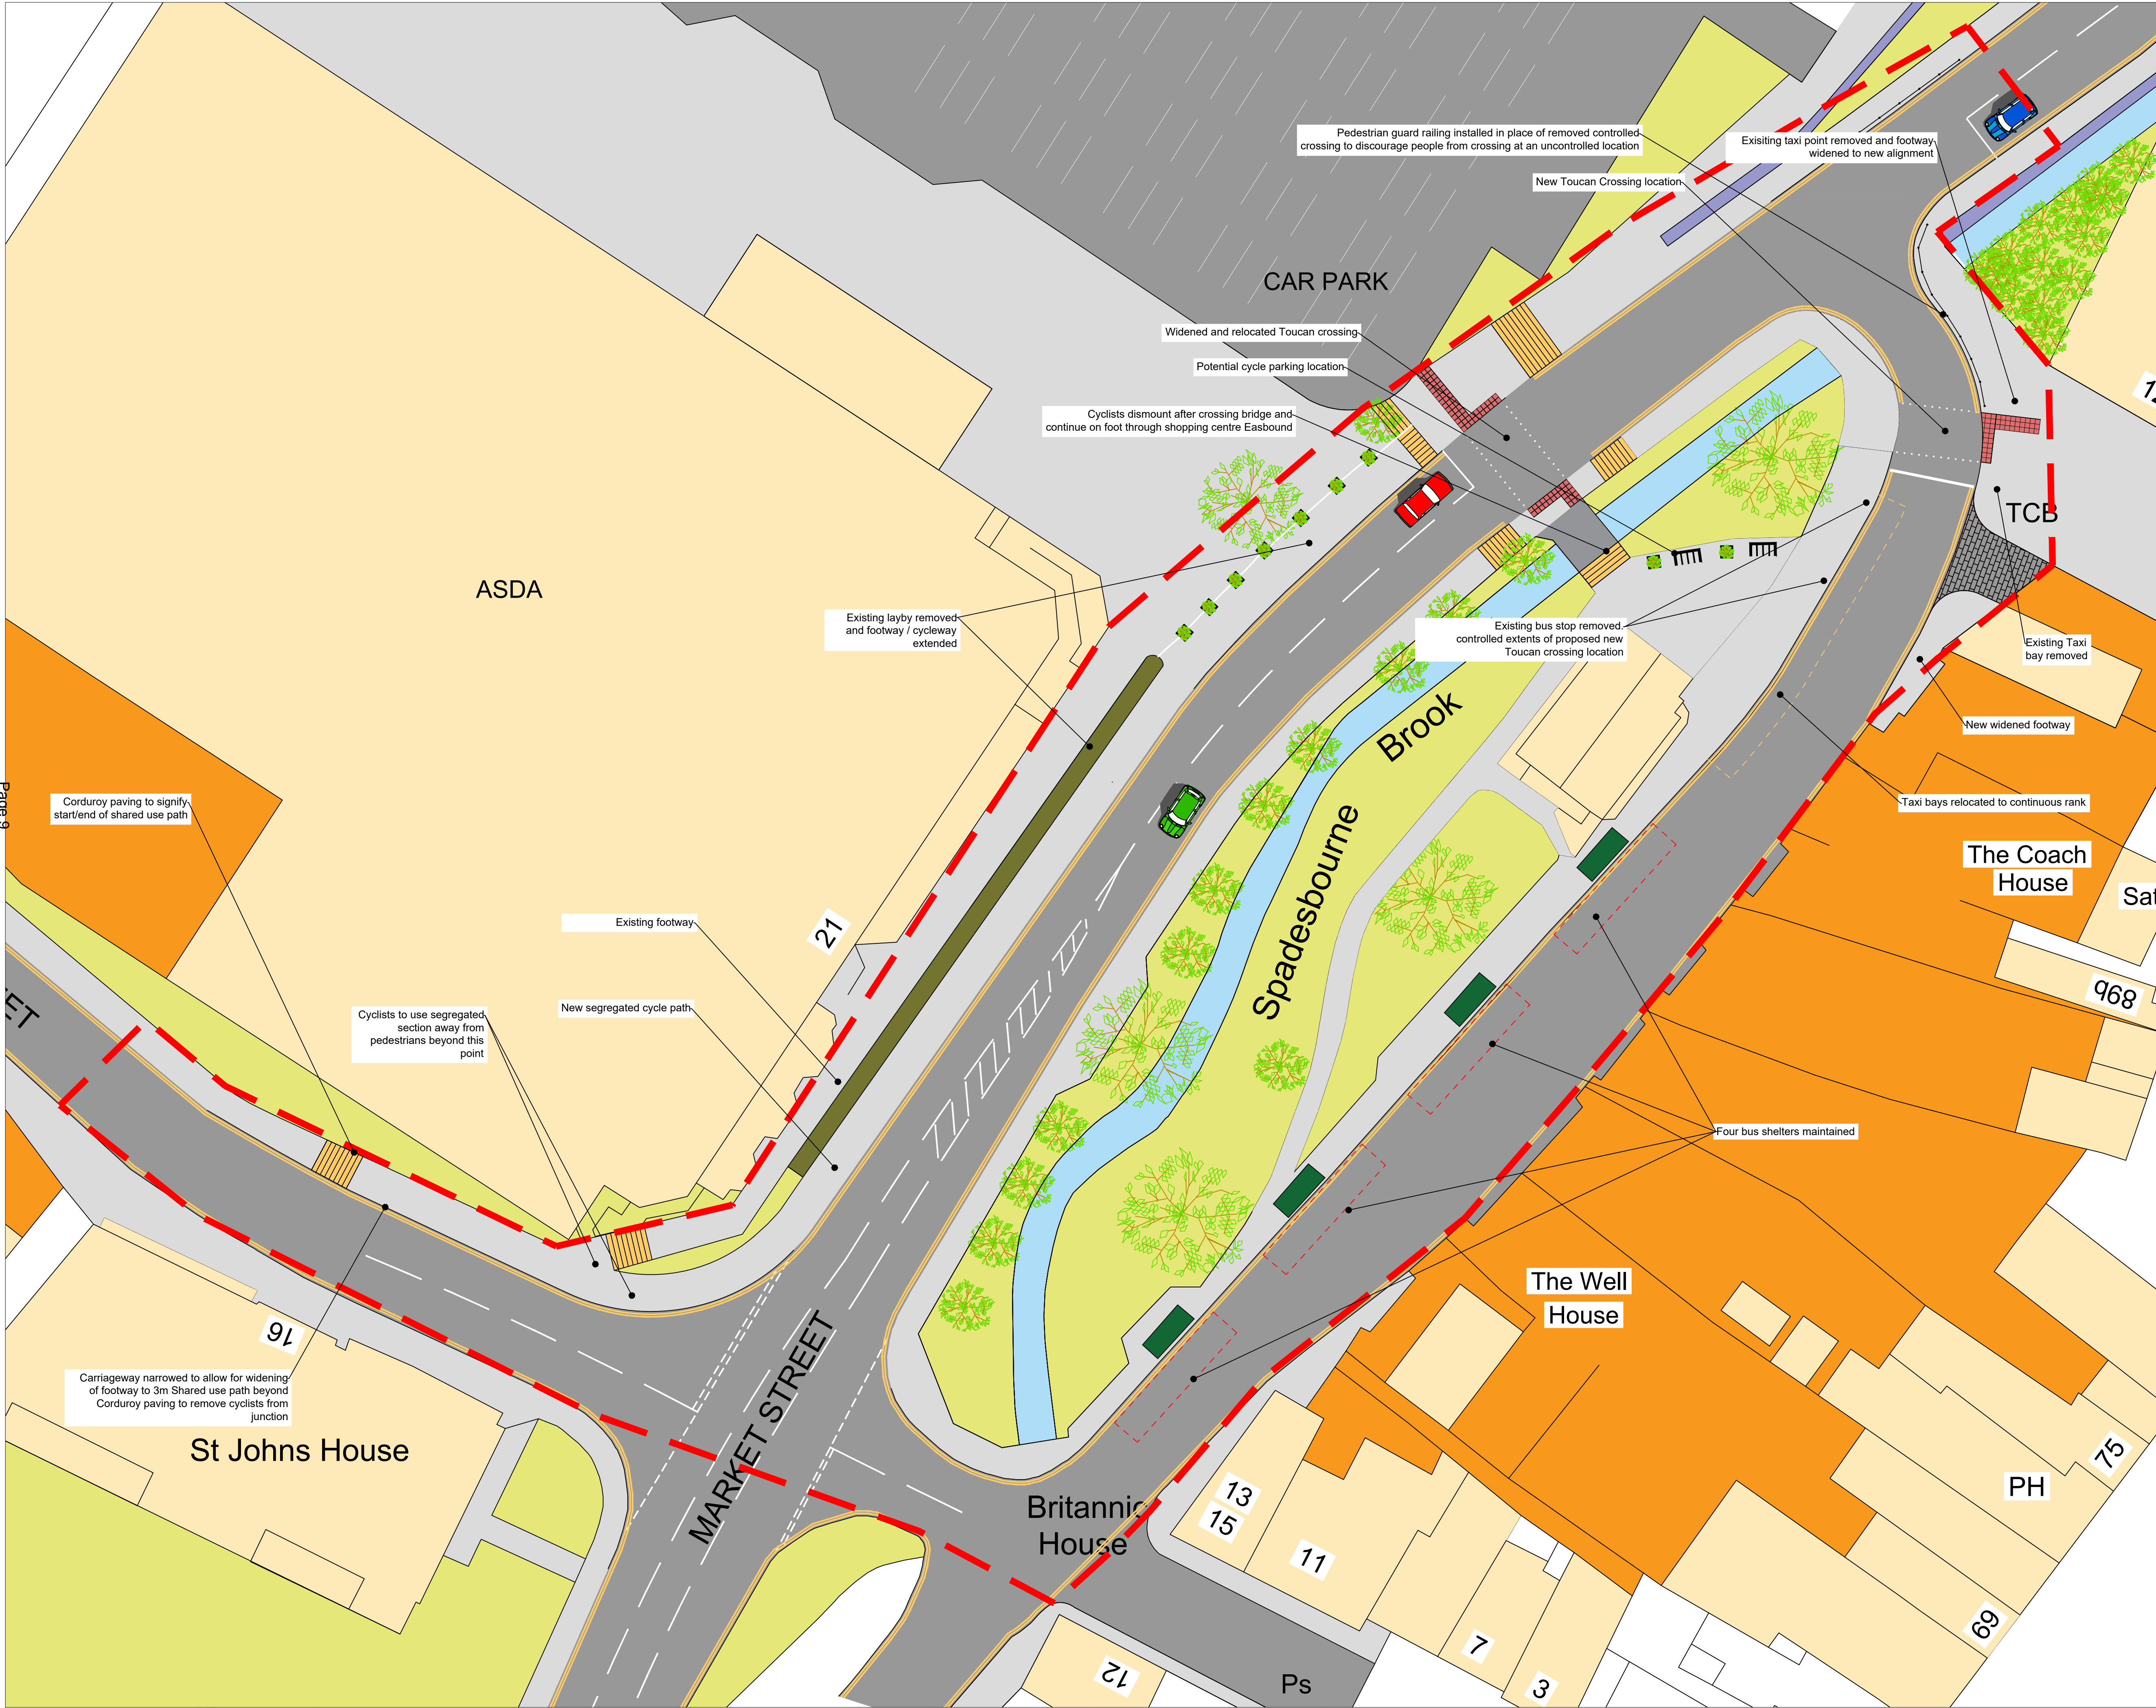 Pedestrian guard railing installed in place of removed controlled
crossing to discourage people from crossing at an uncontrolled location
Exisiting taxi point removed and footway
widened to new alignment
New Toucan Crossing location
CAR PARK
Widened and relocated Toucan crossing
Potential cycle parking location
Cyclists dismount after crossing bridge and
continue on foot through shopping centre Easbound
TCB
ASDA
Existing layby removed
and footway / cycleway
extended
Existing bus stop removed.
controlled extents of proposed new
Toucan crossing location
Existing Taxi
bay removed
New widened footway
Spadesbourne
Brook
Page 9
Corduroy paving to signify
start/end of shared use path
Taxi bays relocated to continuous rank
The Coach
House
Existing footway
21
89b
New segregated cycle path
Cyclists to use segregated
section away from
pedestrians beyond this
point
Four bus shelters maintained
The Well
House
16
Carriageway narrowed to allow for widening
of footway to 3m Shared use path beyond
Corduroy paving to remove cyclists from
junction
St Johns House
MARKET STREET
Britannic
House
13
15
11
7
3
12
Ps
PH
75
69